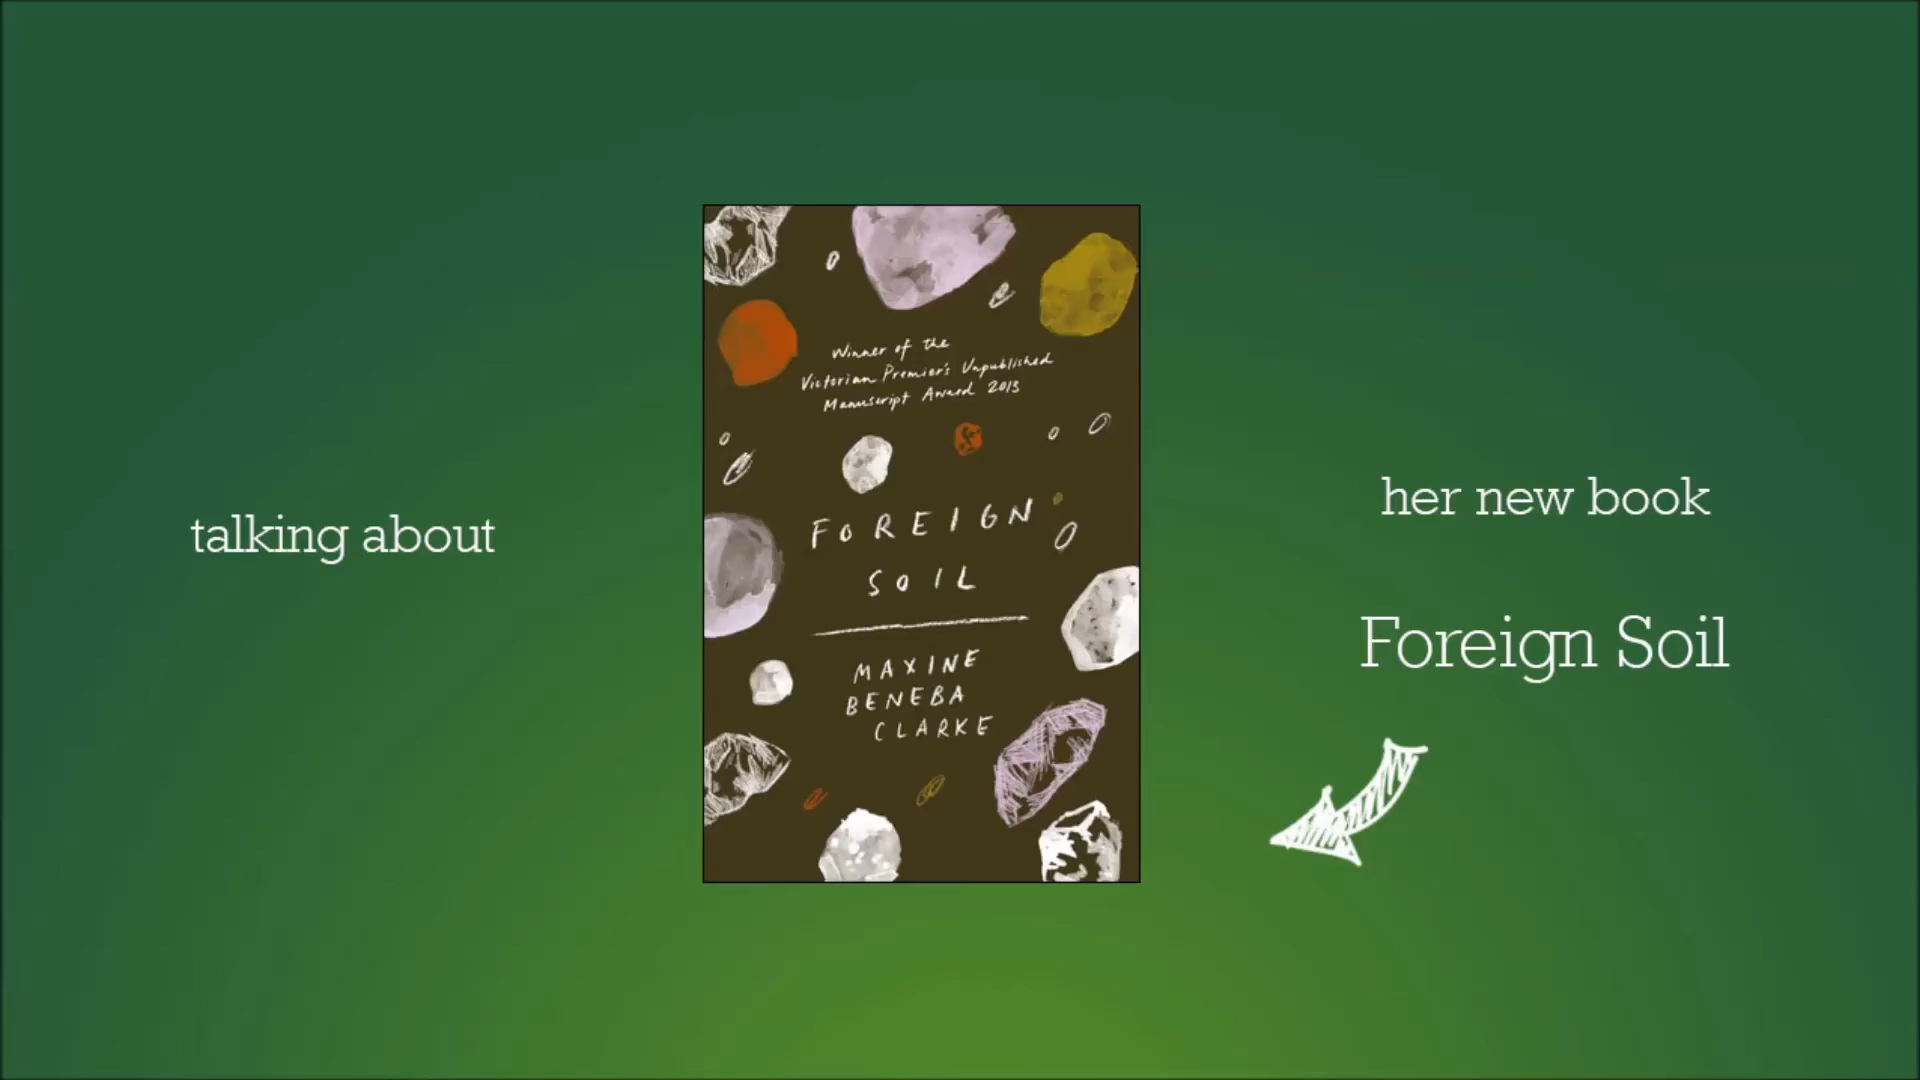 talking about
Winner of the
Victorian Premier's Unpublished
Manuscript Award 2013
FOREIGN
SOIL
MAXINE
BENEBA
CLARKE
her new book
Foreign Soil